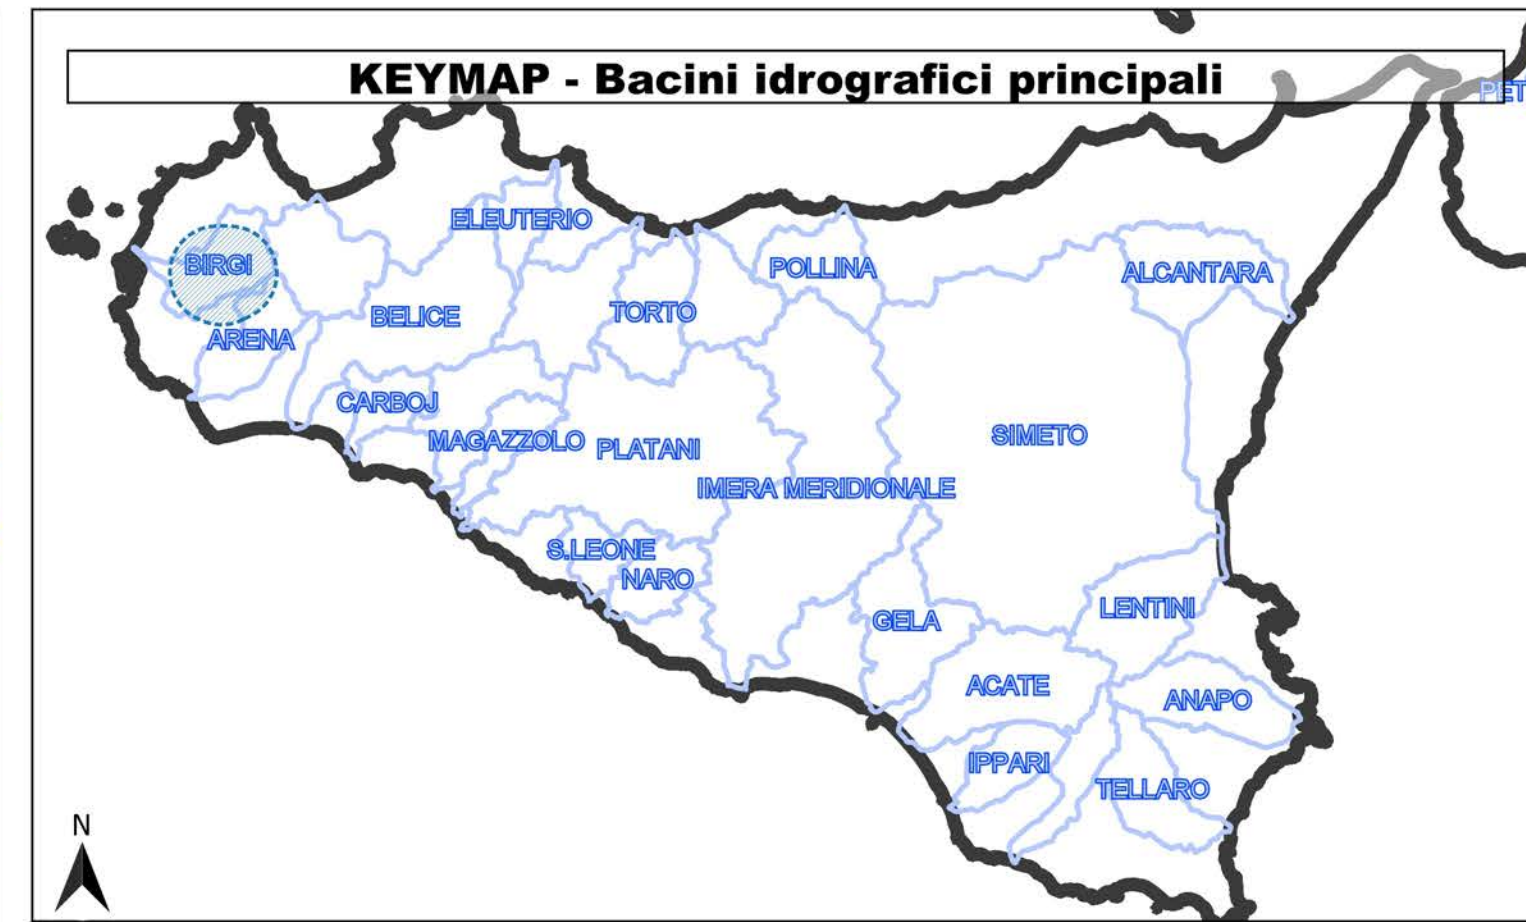 KEYMAP - Bacini idrografici principali
PET
ELEUTERIO
BIRGI
POLLINA
ALCANTARA
BELICE
TORTO
ARENA
CARBOJ
MAGAZZOLO
PLATANI
SIMETO
IMERA MERIDIONALE
S.LEONE
NARO
LENTINI
GELA
ACATE
ANAPO
IPPARI
TELLARO
N